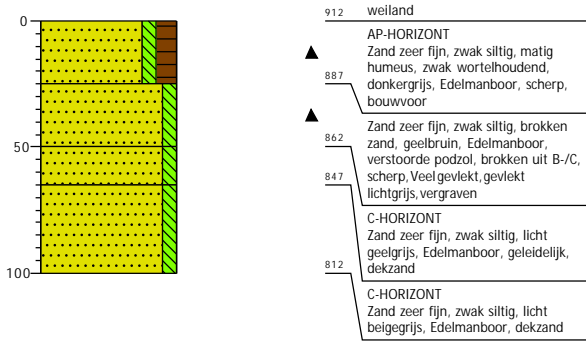 0
50
100
912 weiland
AP-HORIZONT
Zand zeer fijn, zwak siltig, matig
humeus, zwak wortelhoudend,
donkergrijs, Edelmanboor, scherp,
bouwvoor
887
Zand zeer fijn, zwak siltig, brokken
zand, geelbruin, Edelmanboor,
verstoorde podzol, brokken uit B-/C,
scherp,Veelgevlekt,gevlekt
lichtgrijs,vergraven
862
C-HORIZONT
Zand zeer fijn, zwak siltig, licht
geelgrijs, Edelmanboor, geleidelijk,
dekzand
847
C-HORIZONT
Zand zeer fijn, zwak siltig, licht
beigegrijs, Edelmanboor, dekzand
812